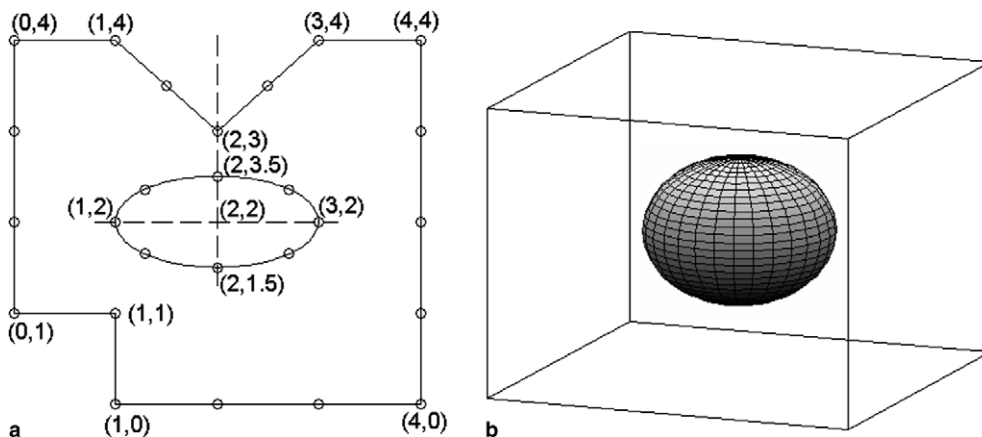 (0,4) (1,4) (3,4) (4,4)
(2,3)
(2,3.5)
(1,2) (2,2) (3,2)
(2,1.5)
(0,1) (1,1)
(1,0) (4,0)
a b